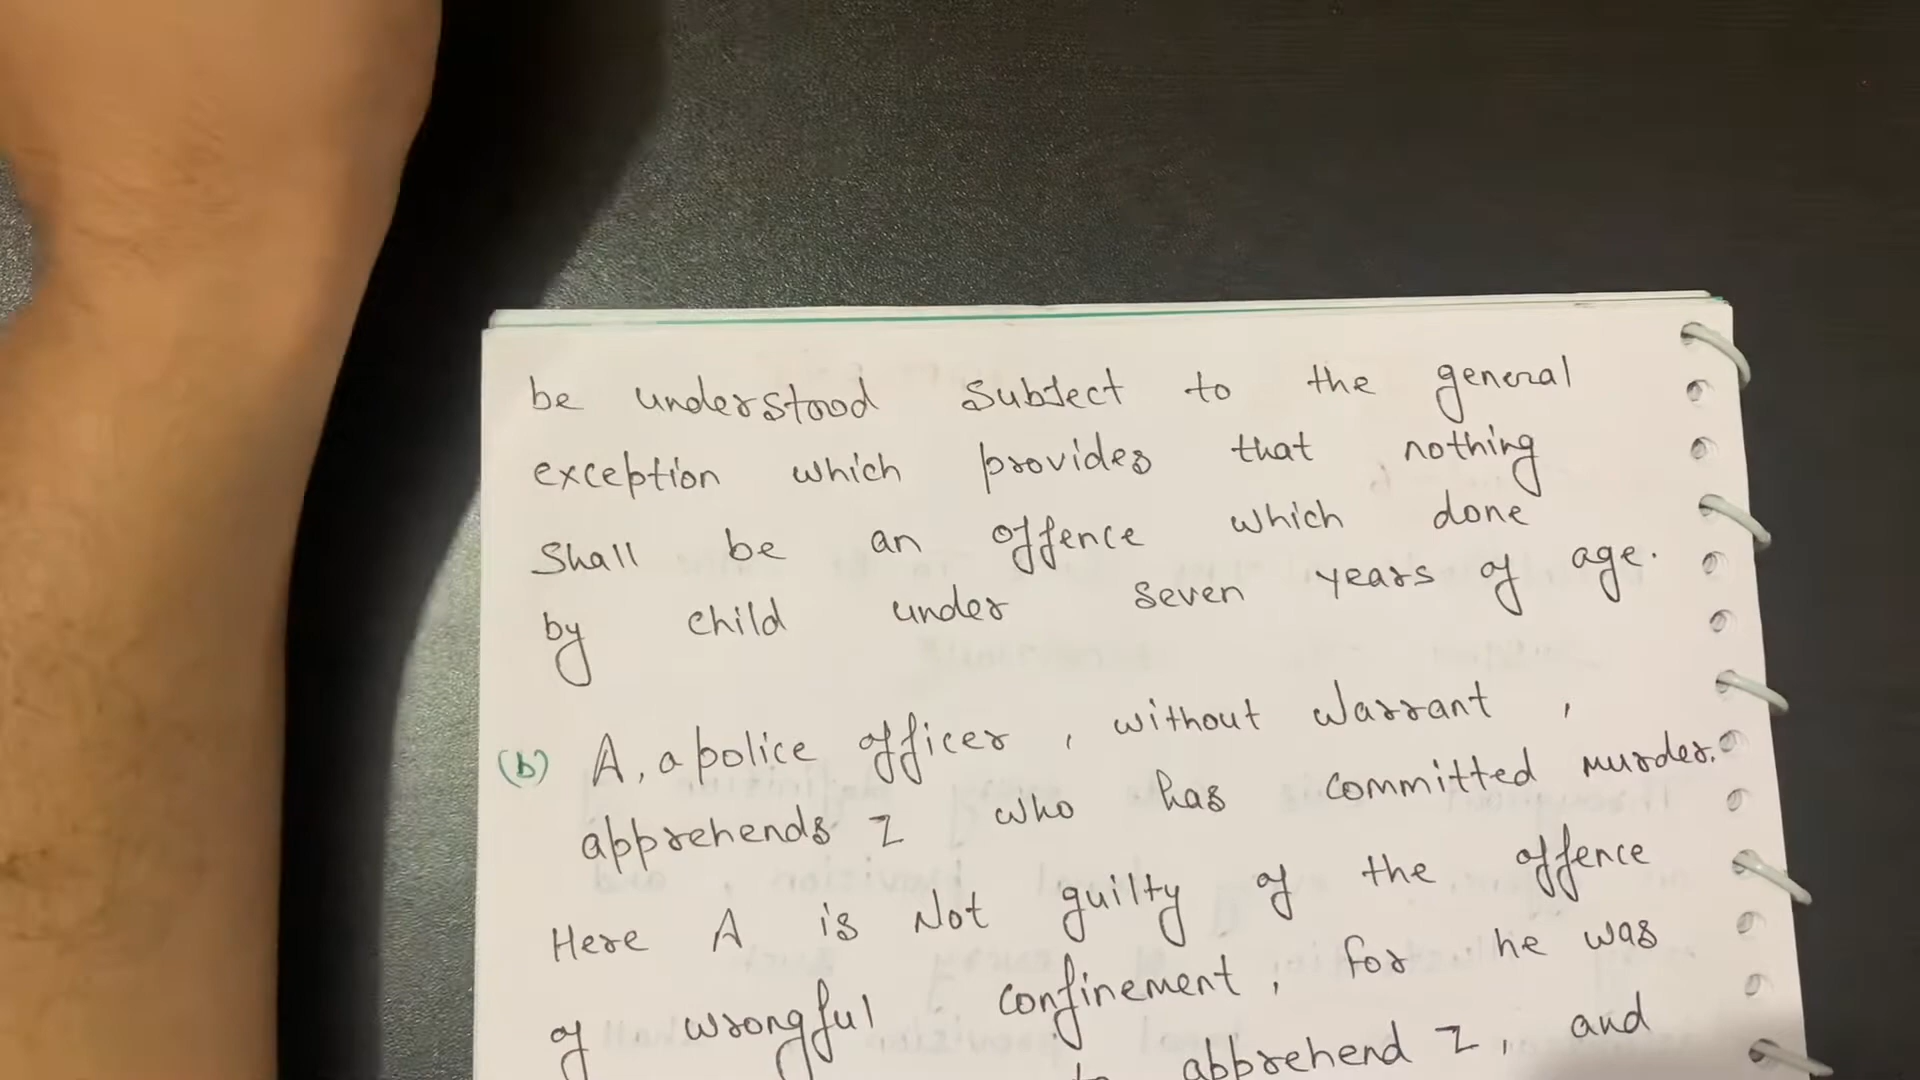 be understood Subject to the general
exception which provides that nothing
Shall be an offence which done
by child under seven years of age.
(b) A, a police officer, without warrant,
apprehends Z who has committed murder.
Here A is Not guilty of the offence
of wrongful confinement, for he was
apprehend Z, and